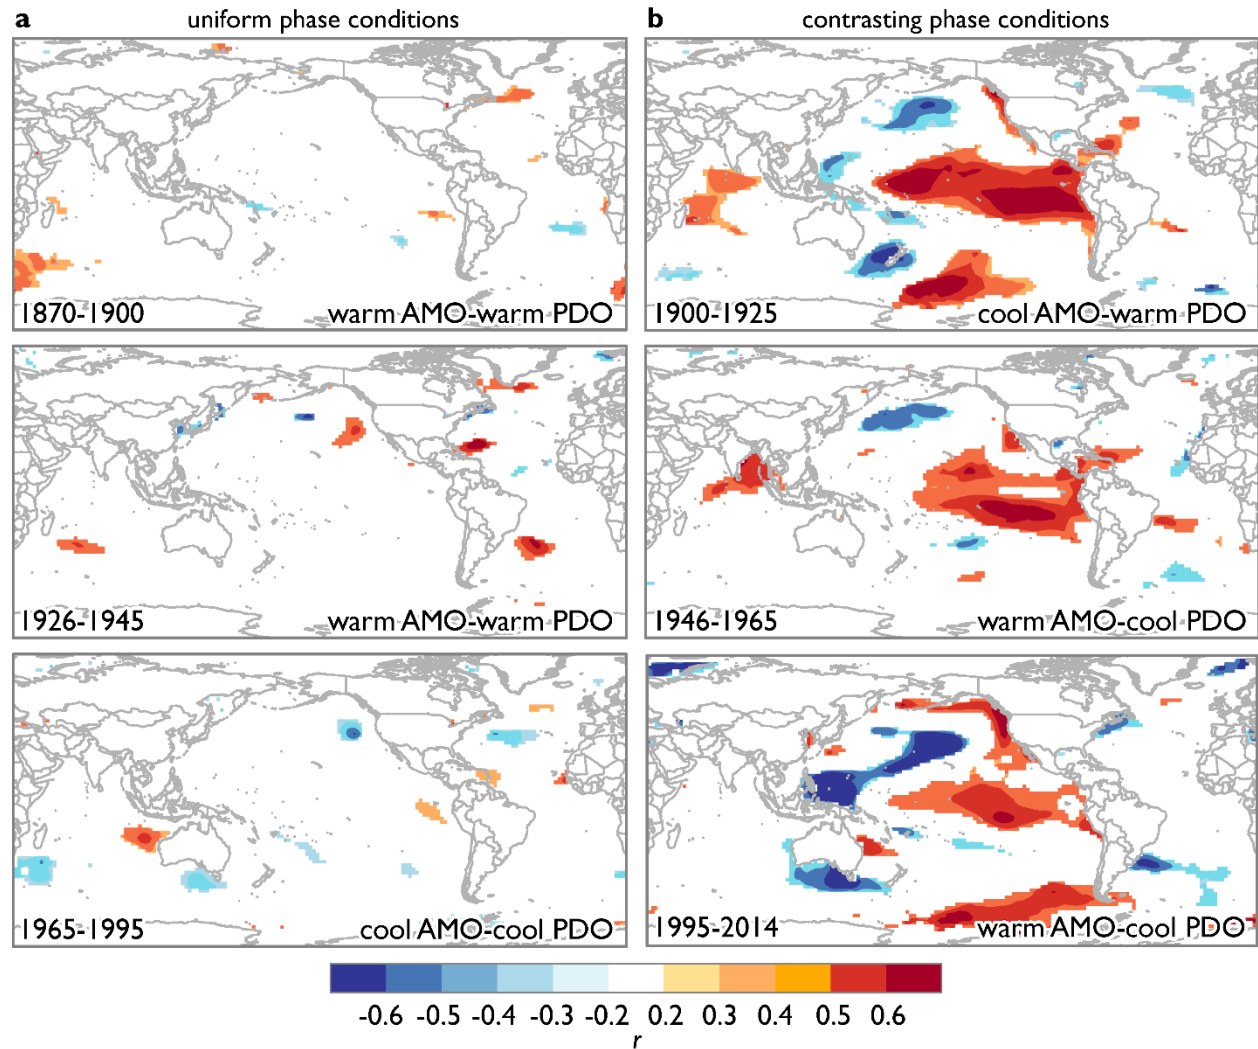 a uniform phase conditions
b contrasting phase conditions
1870-1900 warm AMO-warm PDO
1900-1925 cool AMO-warm PDO
1926-1945 warm AMO-warm PDO
1946-1965 warm AMO-cool PDO
1965-1995 cool AMO-cool PDO
1995-2014 warm AMO-cool PDO
-0.6 -0.5 -0.4 -0.3 -0.2 0.2 0.3 0.4 0.5 0.6
r